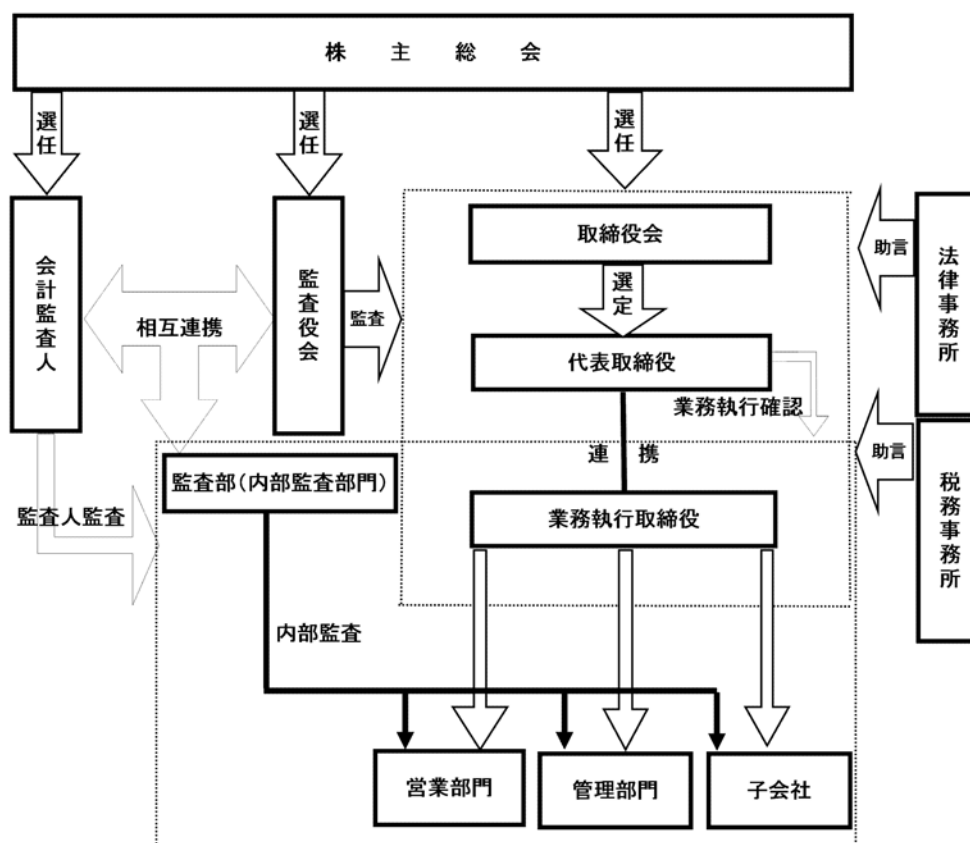 株主総会
選任
選任
選任
取締役会
助言
法律事務所
会計監査人
監査役会
選定
相互連携
監査
代表取締役
業務執行確認
助言
連携
監査部(内部監査部門)
税務事務所
監査人監査
業務執行取締役
内部監査
営業部門
管理部門
子会社